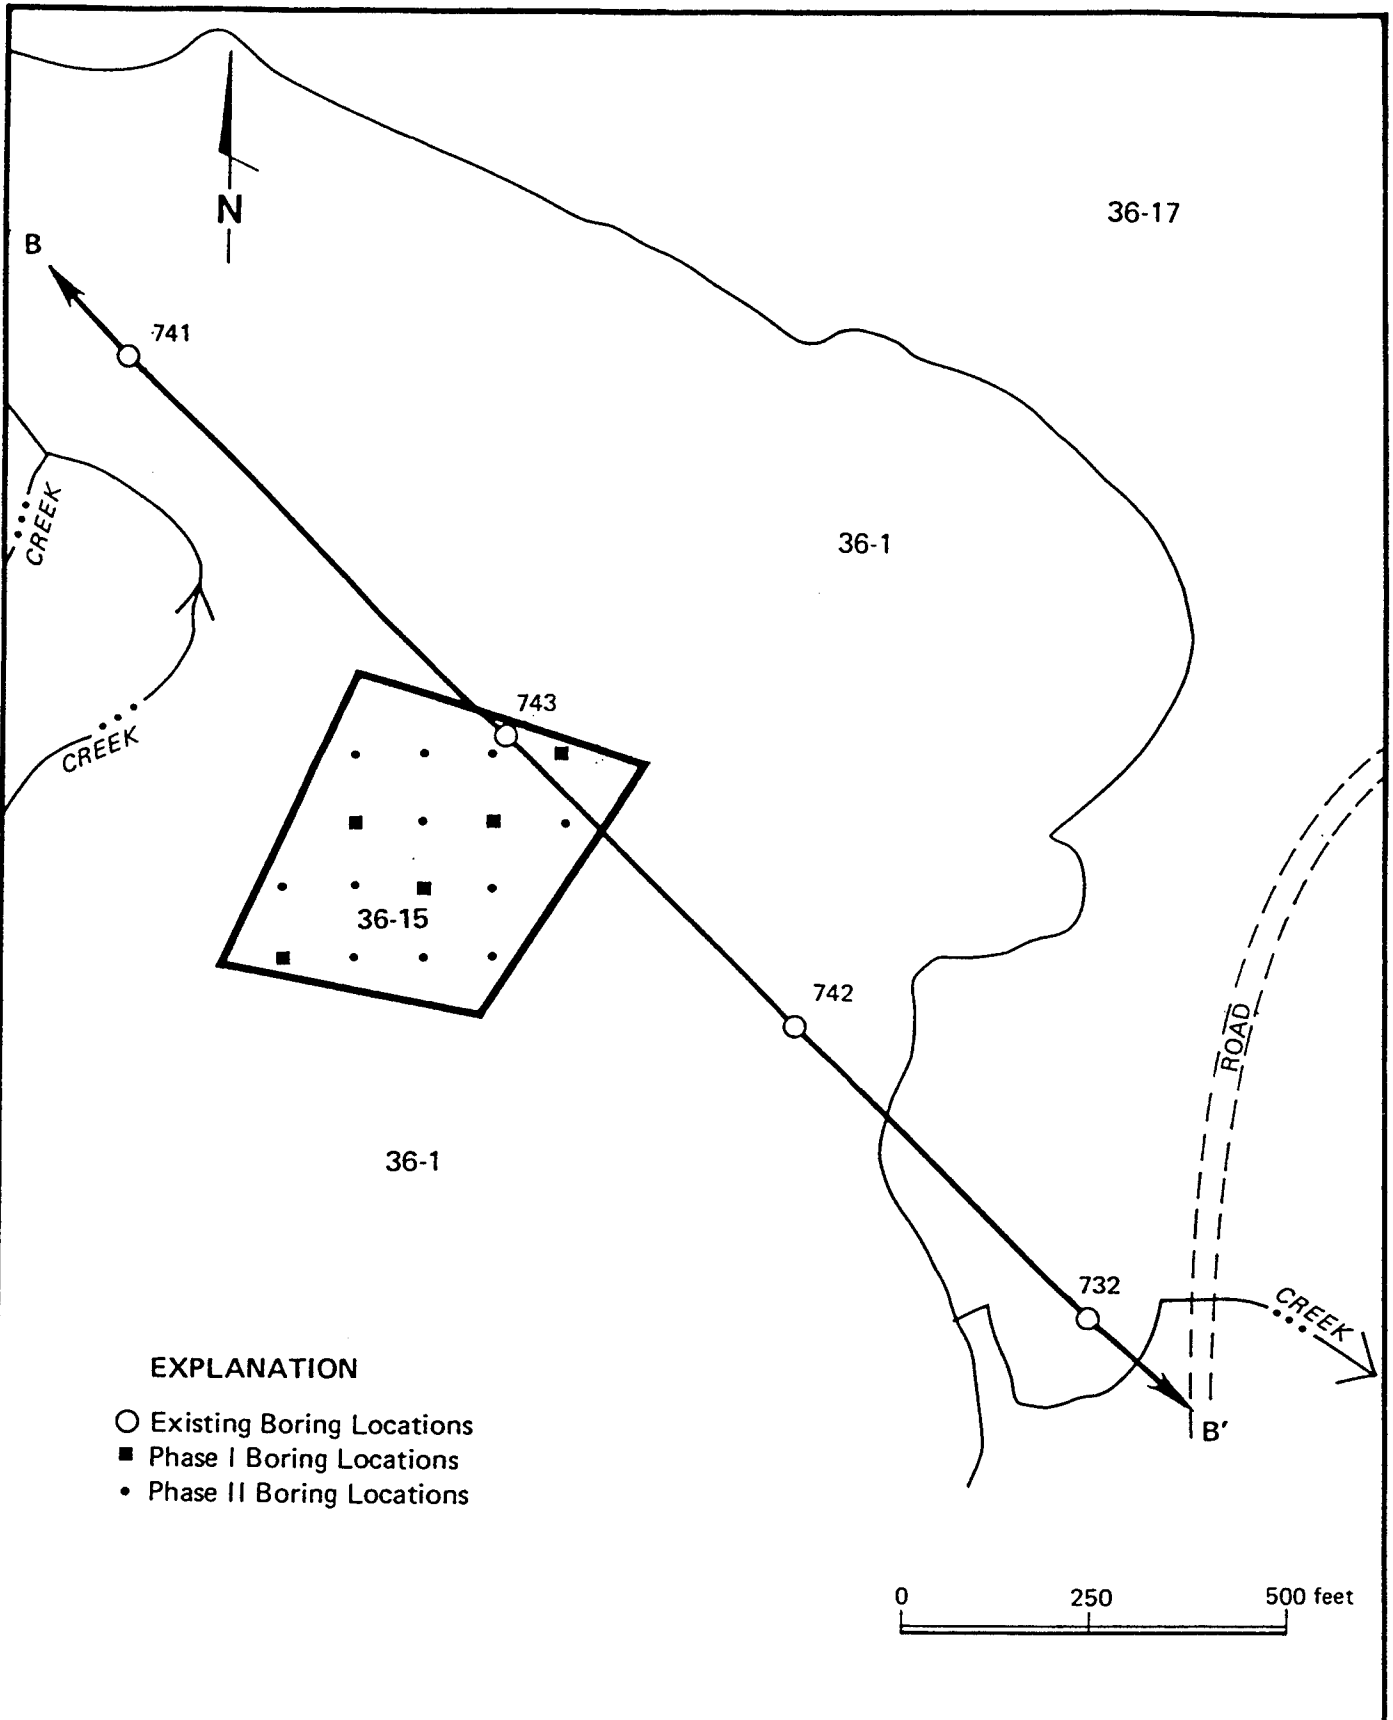 36-17
N
B
741
36-1
CREEK
743
CREEK
36-15
742
ROAD
36-1
732
CREEK
EXPLANATION
Existing Boring Locations
Phase I Boring Locations
Phase II Boring Locations
B′
0 250 500 feet